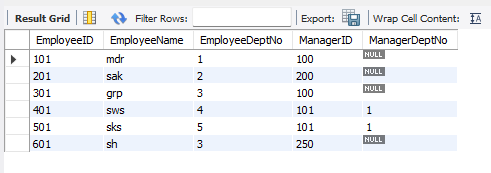 Result Grid Filter Rows: Export: Wrap Cell Content:
EmployeeID EmployeeName EmployeeDeptNo ManagerID ManagerDeptNo
101 mdr 1 100 NULL
201 sak 2 200 NULL
301 grp 3 100 NULL
401 sws 4 101 1
501 sks 5 101 1
601 sh 3 250 NULL